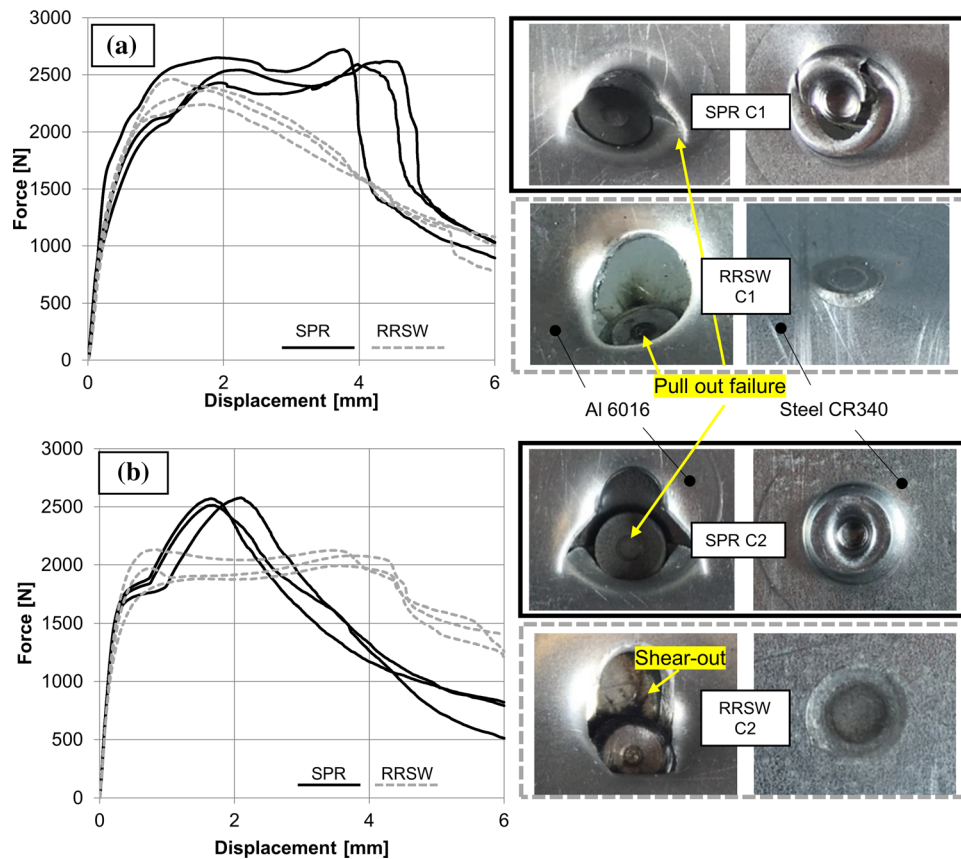 (a)
3000
2500
2000
1500
1000
500
0
Force [N]
0
2
4
6
Displacement [mm]
SPR
RRSW
SPR C1
RRSW
C1
Pull out failure
Al 6016
Steel CR340
(b)
3000
2500
2000
1500
1000
500
0
Force [N]
0
2
4
6
Displacement [mm]
SPR
RRSW
SPR C2
Shear-out
RRSW
C2